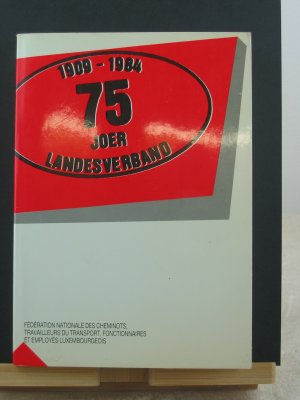 1909 - 1984
75
JOER
LANDESVERBAND
FÉDÉRATION NATIONALE DES CHEMINOTS,
TRAVAILLEURS DU TRANSPORT, FONCTIONNAIRES
ET EMPLOYÉS LUXEMBOURGEOIS